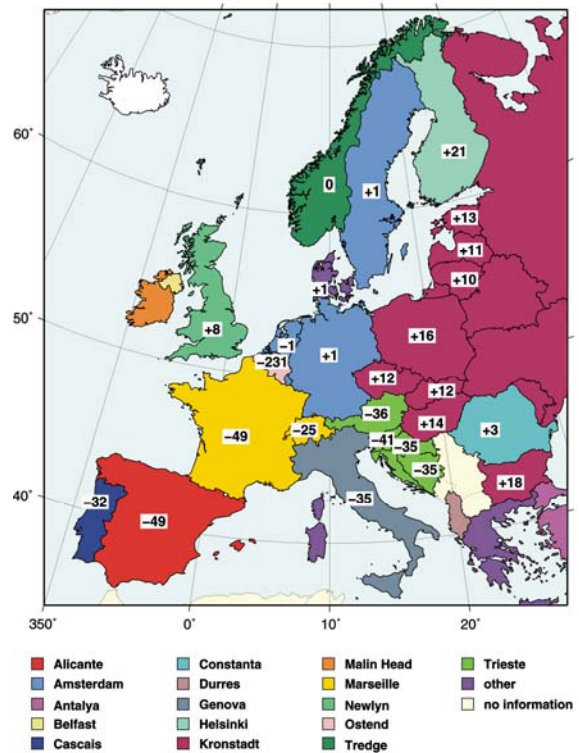 60°
50°
40°
350°
0°
10°
20°
0
+1
+21
+13
+11
+10
+1
+8
−1
−231
+1
+16
+12
+12
−36
+14
−49
−25
−41
−35
−35
+3
+18
−35
−32
−49
Alicante
Amsterdam
Antalya
Belfast
Cascais
Constanta
Durres
Genova
Helsinki
Kronstadt
Malin Head
Marseille
Newlyn
Ostend
Tredge
Trieste
other
no information